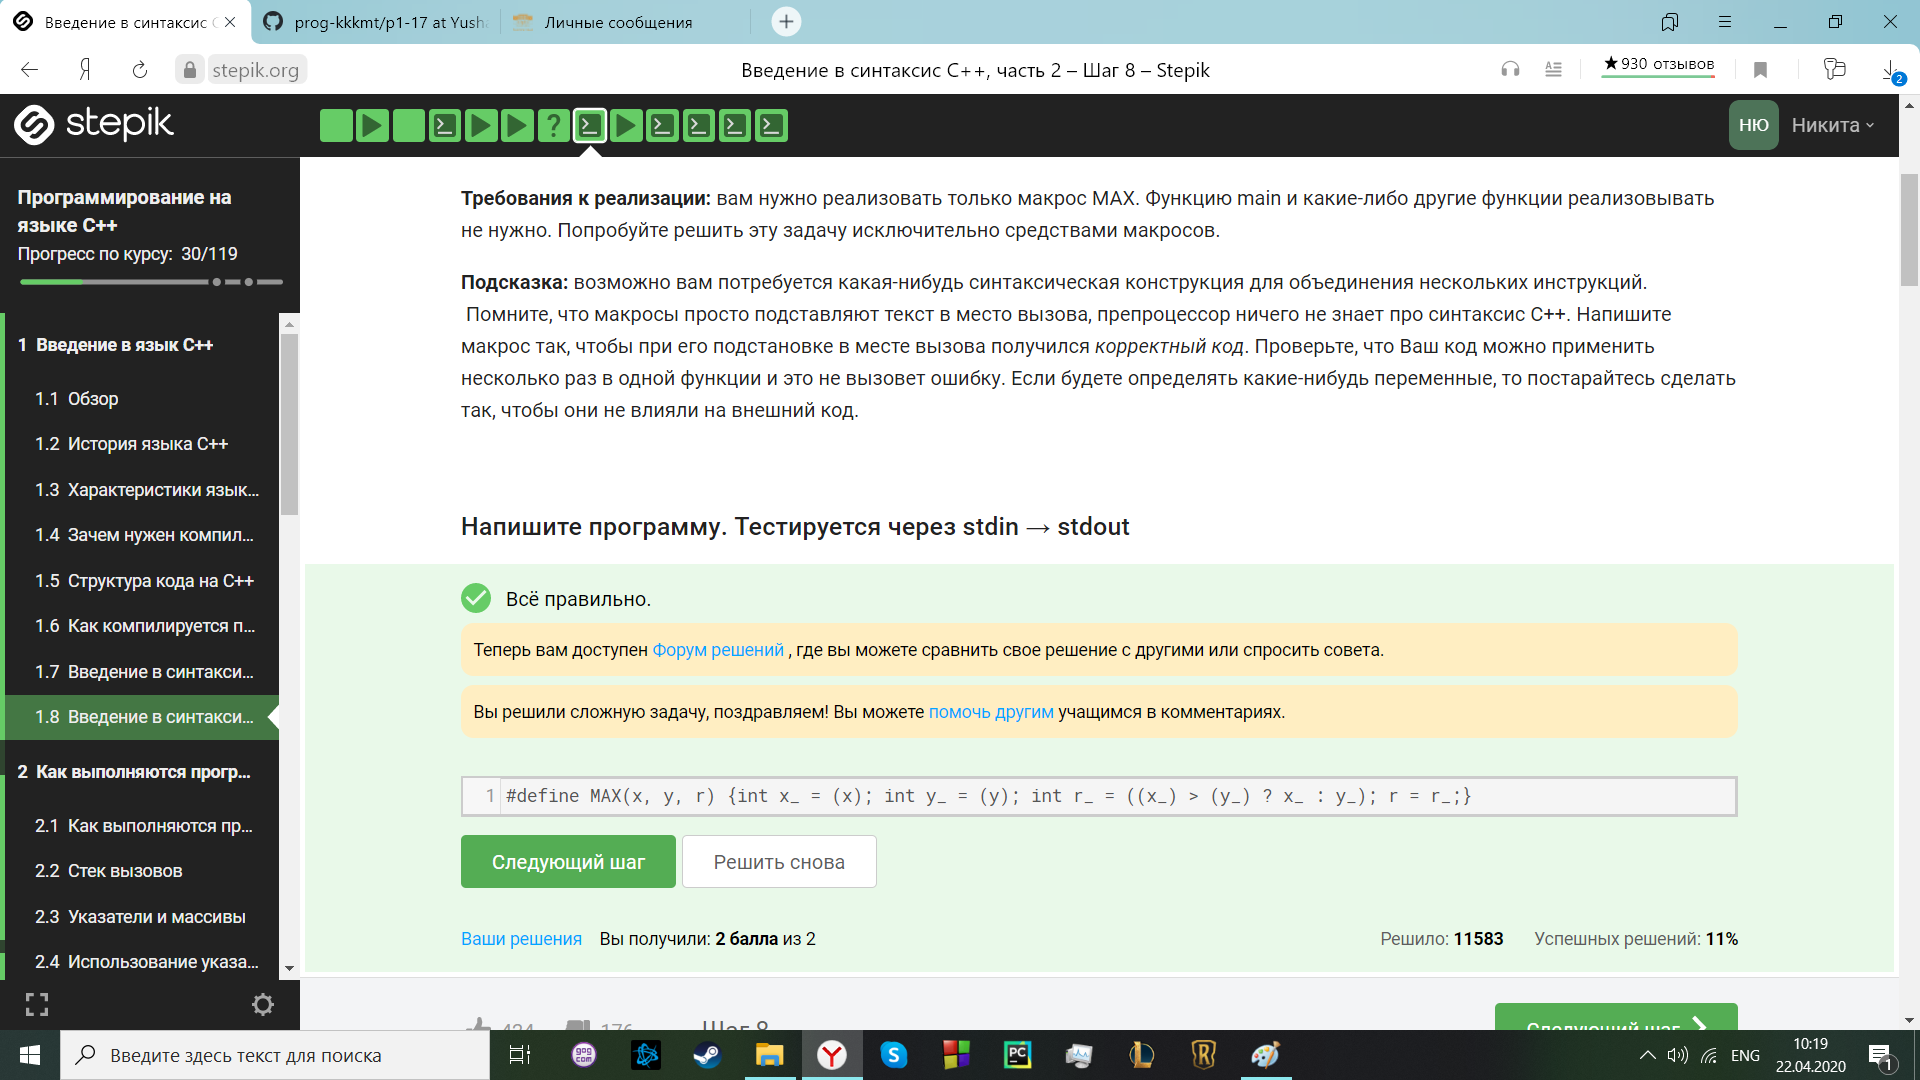 Введение в синтаксис C
prog-kkkmt/p1-17 at Yush
Личные сообщения
stepik.org
Введение в синтаксис C++, часть 2 – Шаг 8 – Stepik
★930 отзывов
2
stepik
НЮ
Никита
Программирование на
языке C++
Прогресс по курсу: 30/119
1 Введение в язык C++
1.1 Обзор
1.2 История языка C++
1.3 Характеристики язык...
1.4 Зачем нужен компил...
1.5 Структура кода на C++
1.6 Как компилируется п...
1.7 Введение в синтакси...
1.8 Введение в синтакси...
2 Как выполняются прогр...
2.1 Как выполняются пр...
2.2 Стек вызовов
2.3 Указатели и массивы
2.4 Использование указа...
Требования к реализации: вам нужно реализовать только макрос MAX. Функцию main и какие-либо другие функции реализовывать
не нужно. Попробуйте решить эту задачу исключительно средствами макросов.
Подсказка: возможно вам потребуется какая-нибудь синтаксическая конструкция для объединения нескольких инструкций.
Помните, что макросы просто подставляют текст в место вызова, препроцессор ничего не знает про синтаксис C++. Напишите
макрос так, чтобы при его подстановке в месте вызова получился корректный код. Проверьте, что Ваш код можно применить
несколько раз в одной функции и это не вызовет ошибку. Если будете определять какие-нибудь переменные, то постарайтесь сделать
так, чтобы они не влияли на внешний код.
Напишите программу. Тестируется через stdin → stdout
Всё правильно.
Теперь вам доступен Форум решений , где вы можете сравнить свое решение с другими или спросить совета.
Вы решили сложную задачу, поздравляем! Вы можете помочь другим учащимся в комментариях.
1 #define MAX(x, y, r) {int x_ = (x); int y_ = (y); int r_ = ((x_) > (y_) ? x_ : y_); r = r_;}
Следующий шаг
Решить снова
Ваши решения
Вы получили: 2 балла из 2
Решило: 11583
Успешных решений: 11%
424
176
Шаг 8
Следующий шаг
Введите здесь текст для поиска
gog
com
PC
ENG
10:19
22.04.2020
1